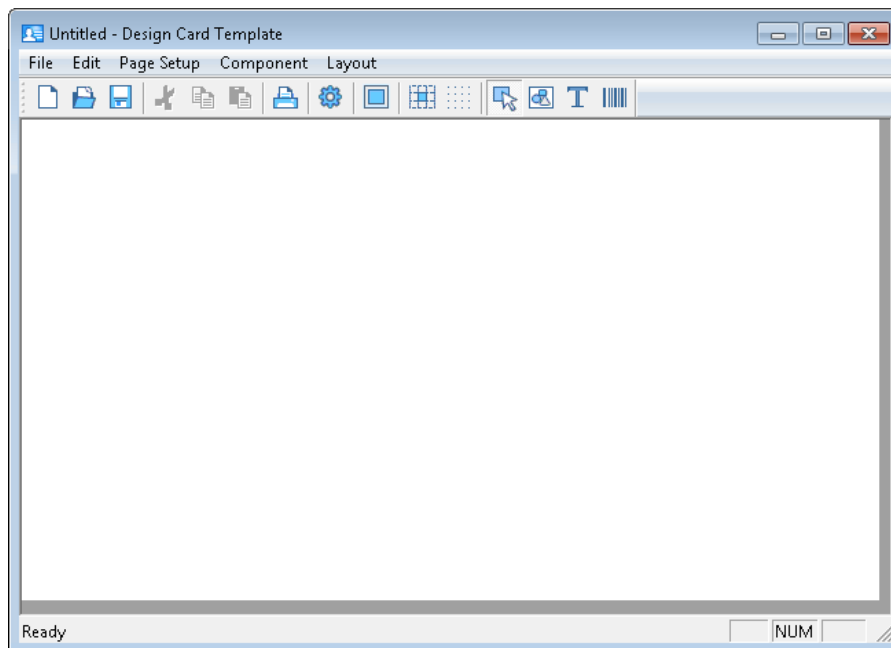 Untitled - Design Card Template
File Edit Page Setup Component Layout
Ready NUM